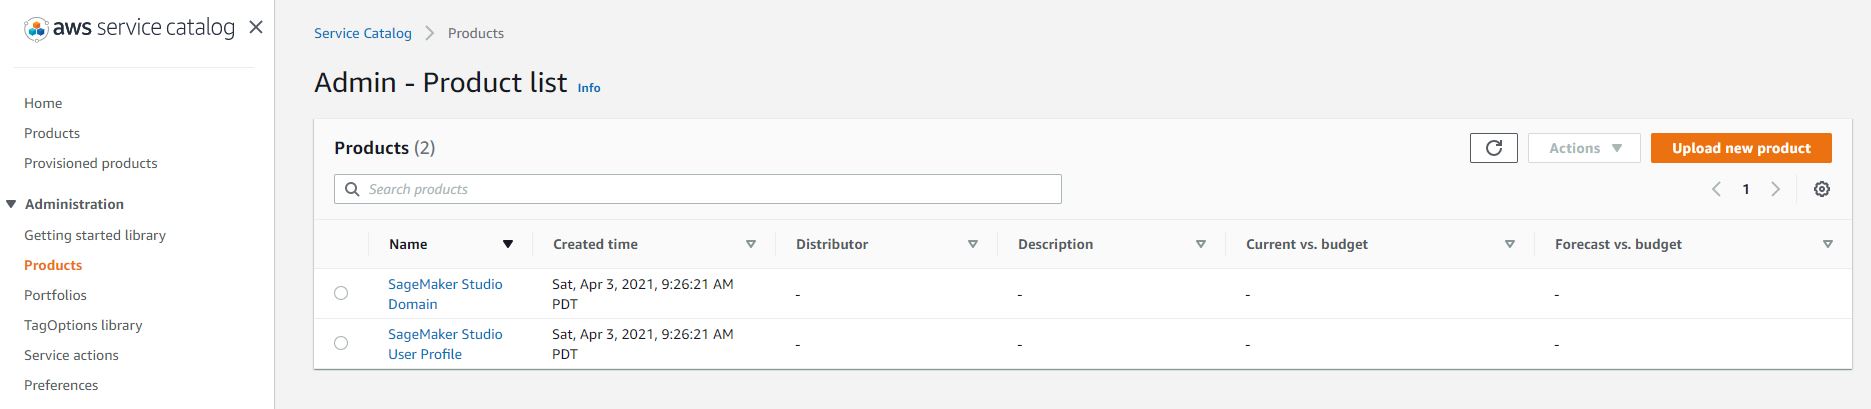 aws service catalog
Home
Products
Provisioned products
Administration
Getting started library
Products
Portfolios
TagOptions library
Service actions
Preferences
Service Catalog > Products
Admin - Product list Info
Products (2)
Actions
Upload new product
Search products
1
Name Created time Distributor Description Current vs. budget Forecast vs. budget
SageMaker Studio Sat, Apr 3, 2021, 9:26:21 AM
Domain PDT - - - -
SageMaker Studio Sat, Apr 3, 2021, 9:26:21 AM
User Profile PDT - - - -